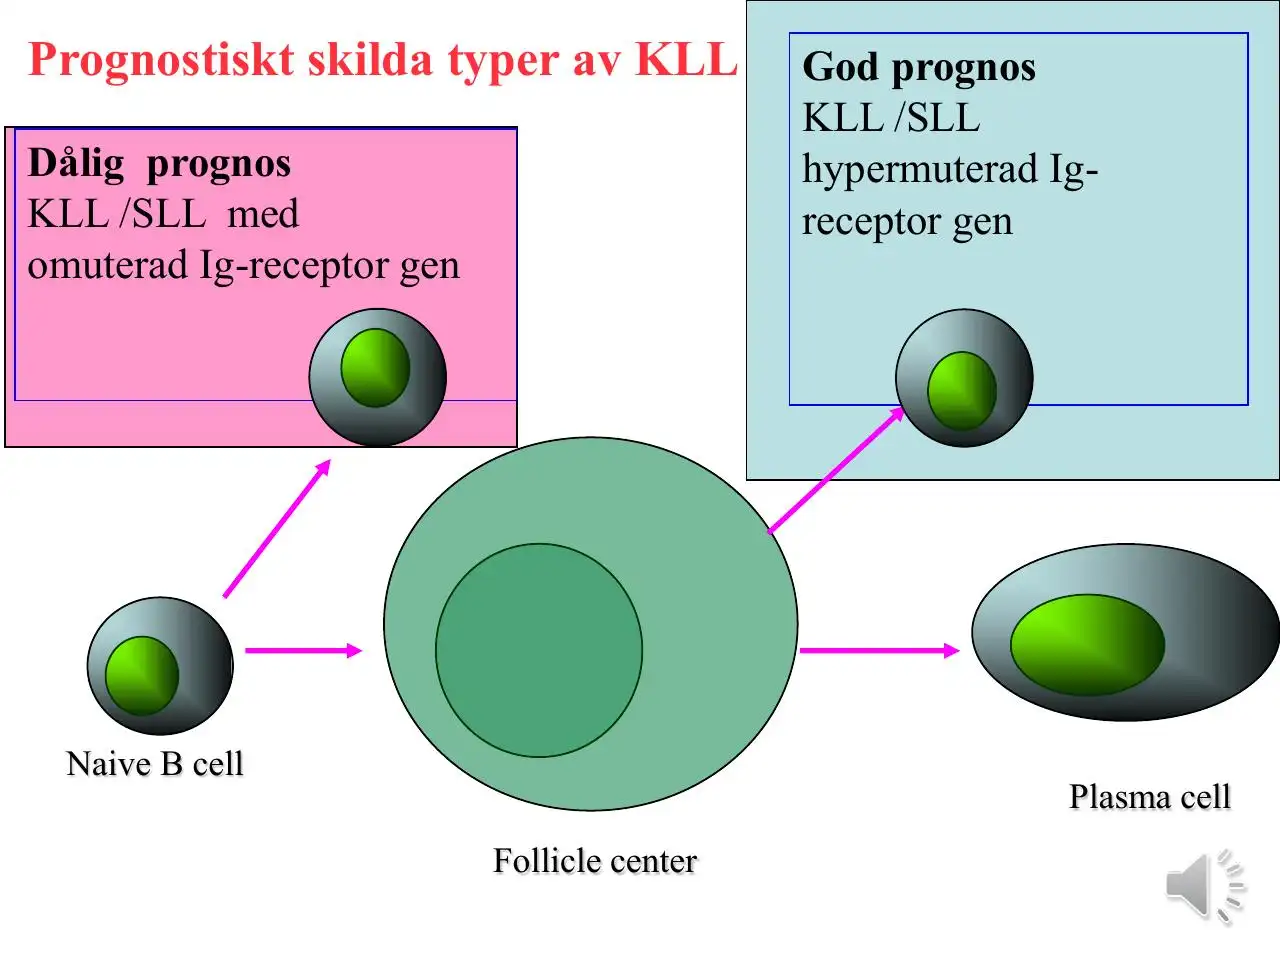 Prognostiskt skilda typer av KLL
God prognos
KLL /SLL
hypermuterad Ig-
receptor gen
Dålig  prognos
KLL /SLL  med
omuterad Ig-receptor gen
Naive B cell
Plasma cell
Follicle center